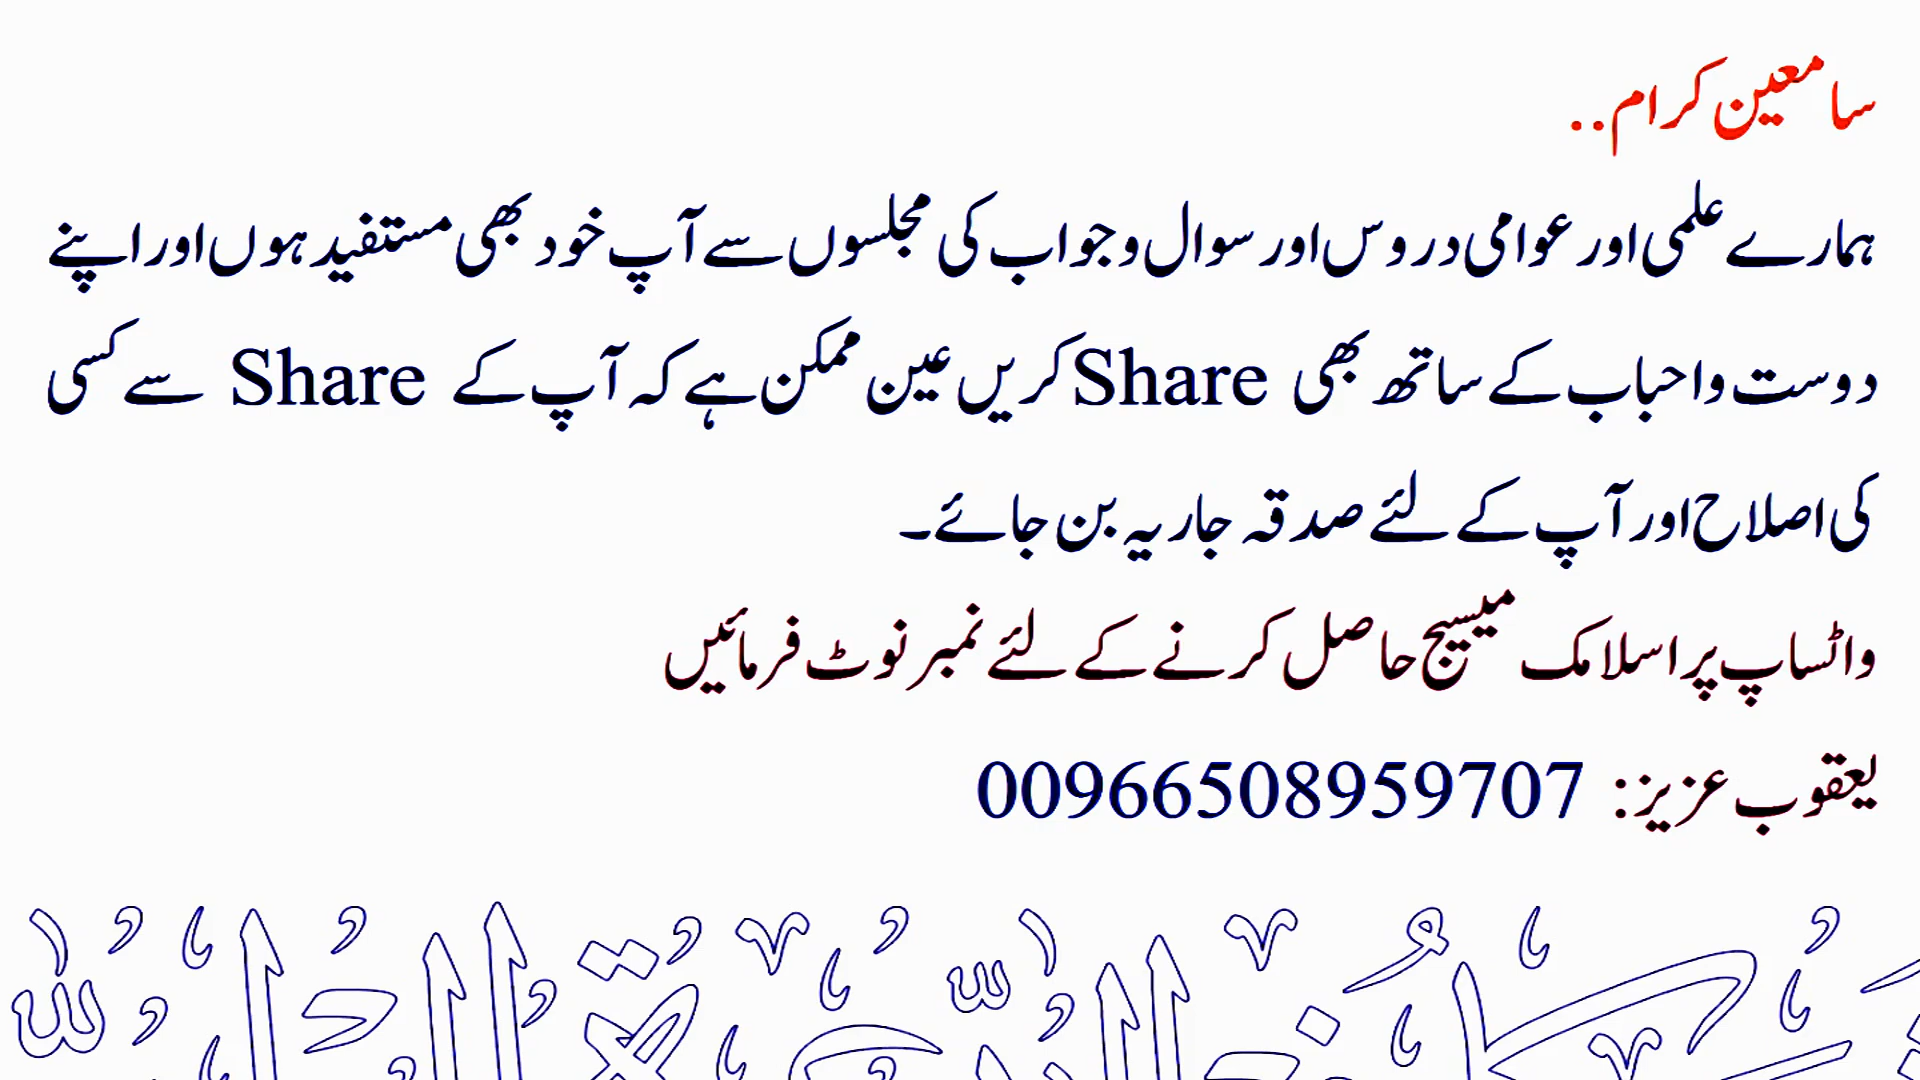 سامعین کرام..
ہمارے علمی اور عوامی دروس اور سوال وجواب کی مجلسوں سے آپ خود بھی مستفید ہوں اور اپنے
دوست واحباب کے ساتھ بھی Share کریں عین ممکن ہے کہ آپ کے Share سے کسی
کی اصلاح اور آپ کے لئے صدقہ جاریہ بن جائے۔
واٹساپ پر اسلامک میسیج حاصل کرنے کے لئے نمبر نوٹ فرمائیں
یعقوب عزیز: 00966508959707